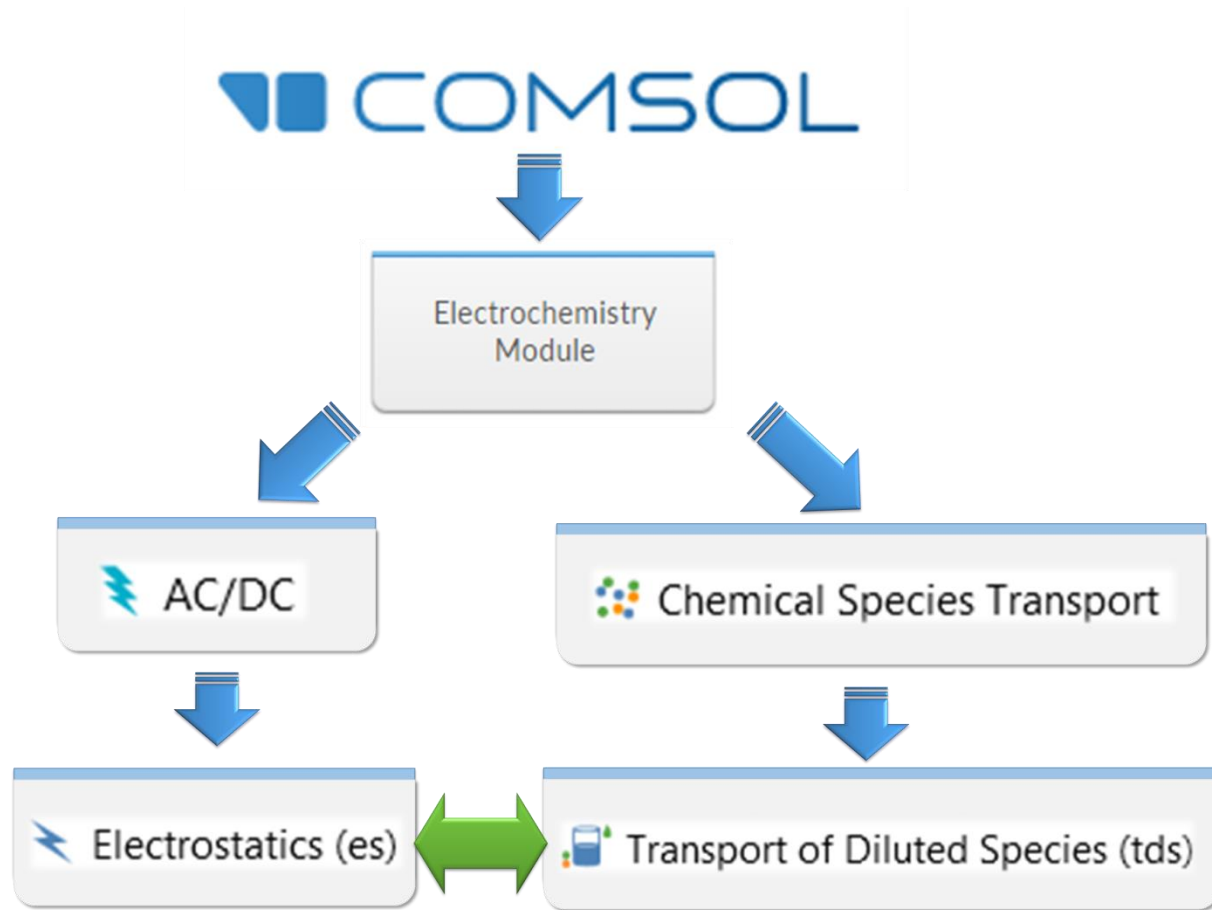 COMSOL
Electrochemistry
Module
AC/DC
Chemical Species Transport
Electrostatics (es)
Transport of Diluted Species (tds)